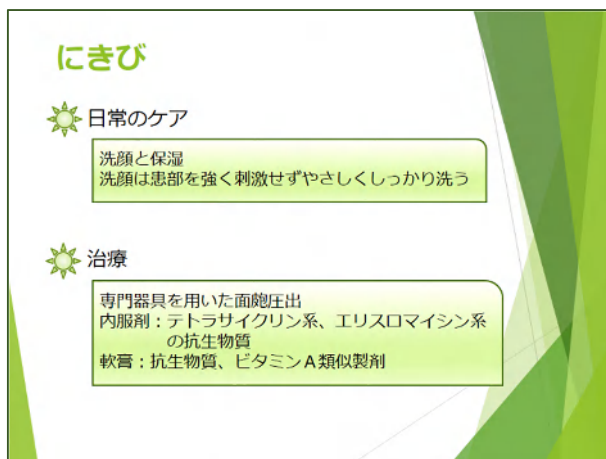 にきび
日常のケア
洗顔と保湿
洗顔は患部を強く刺激せずやさしくしっかり洗う
治療
専門器具を用いた面皰圧出
内服剤：テトラサイクリン系、エリスロマイシン系
の抗生物質
軟膏：抗生物質、ビタミンＡ類似製剤